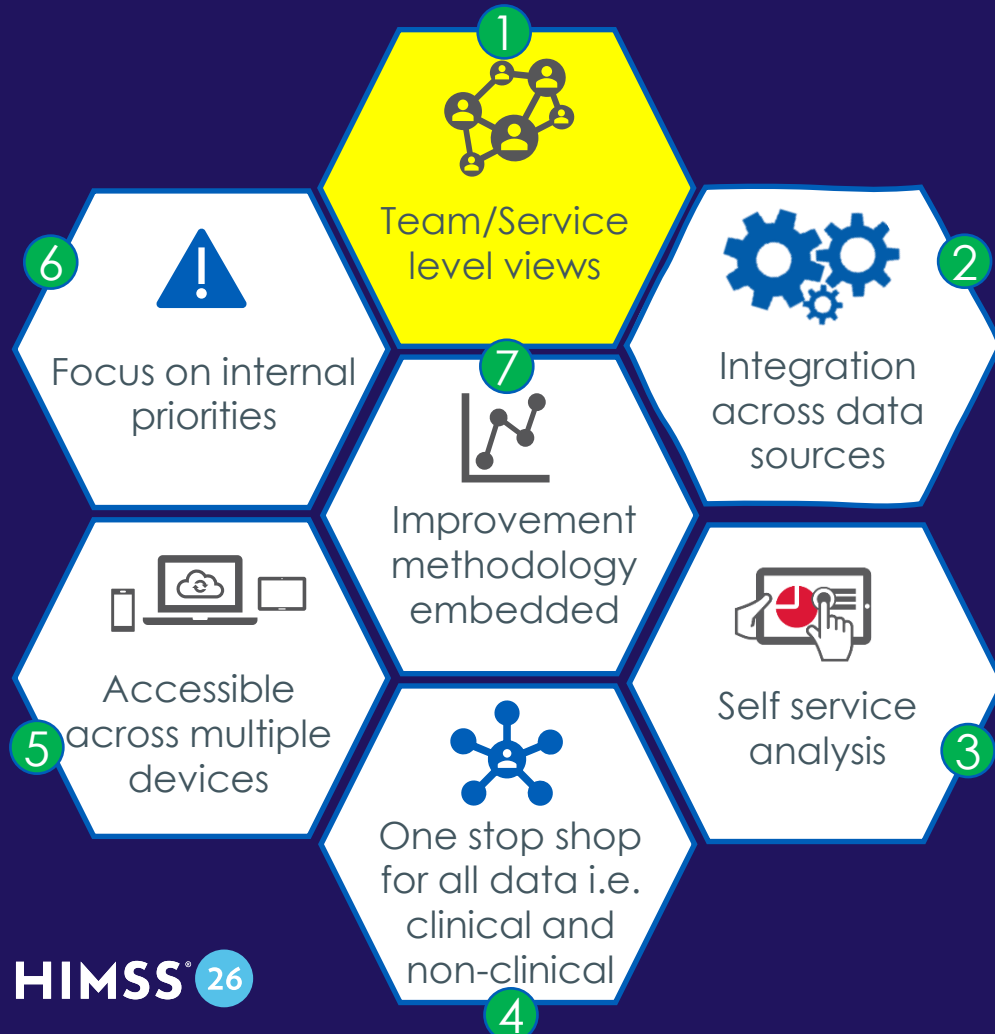 1
Team/Service
level views
2
Integration
across data
sources
3
Self service
analysis
4
One stop shop
for all data i.e.
clinical and
non-clinical
5
Accessible
across multiple
devices
6
Focus on internal
priorities
7
Improvement
methodology
embedded
HIMSS® 26